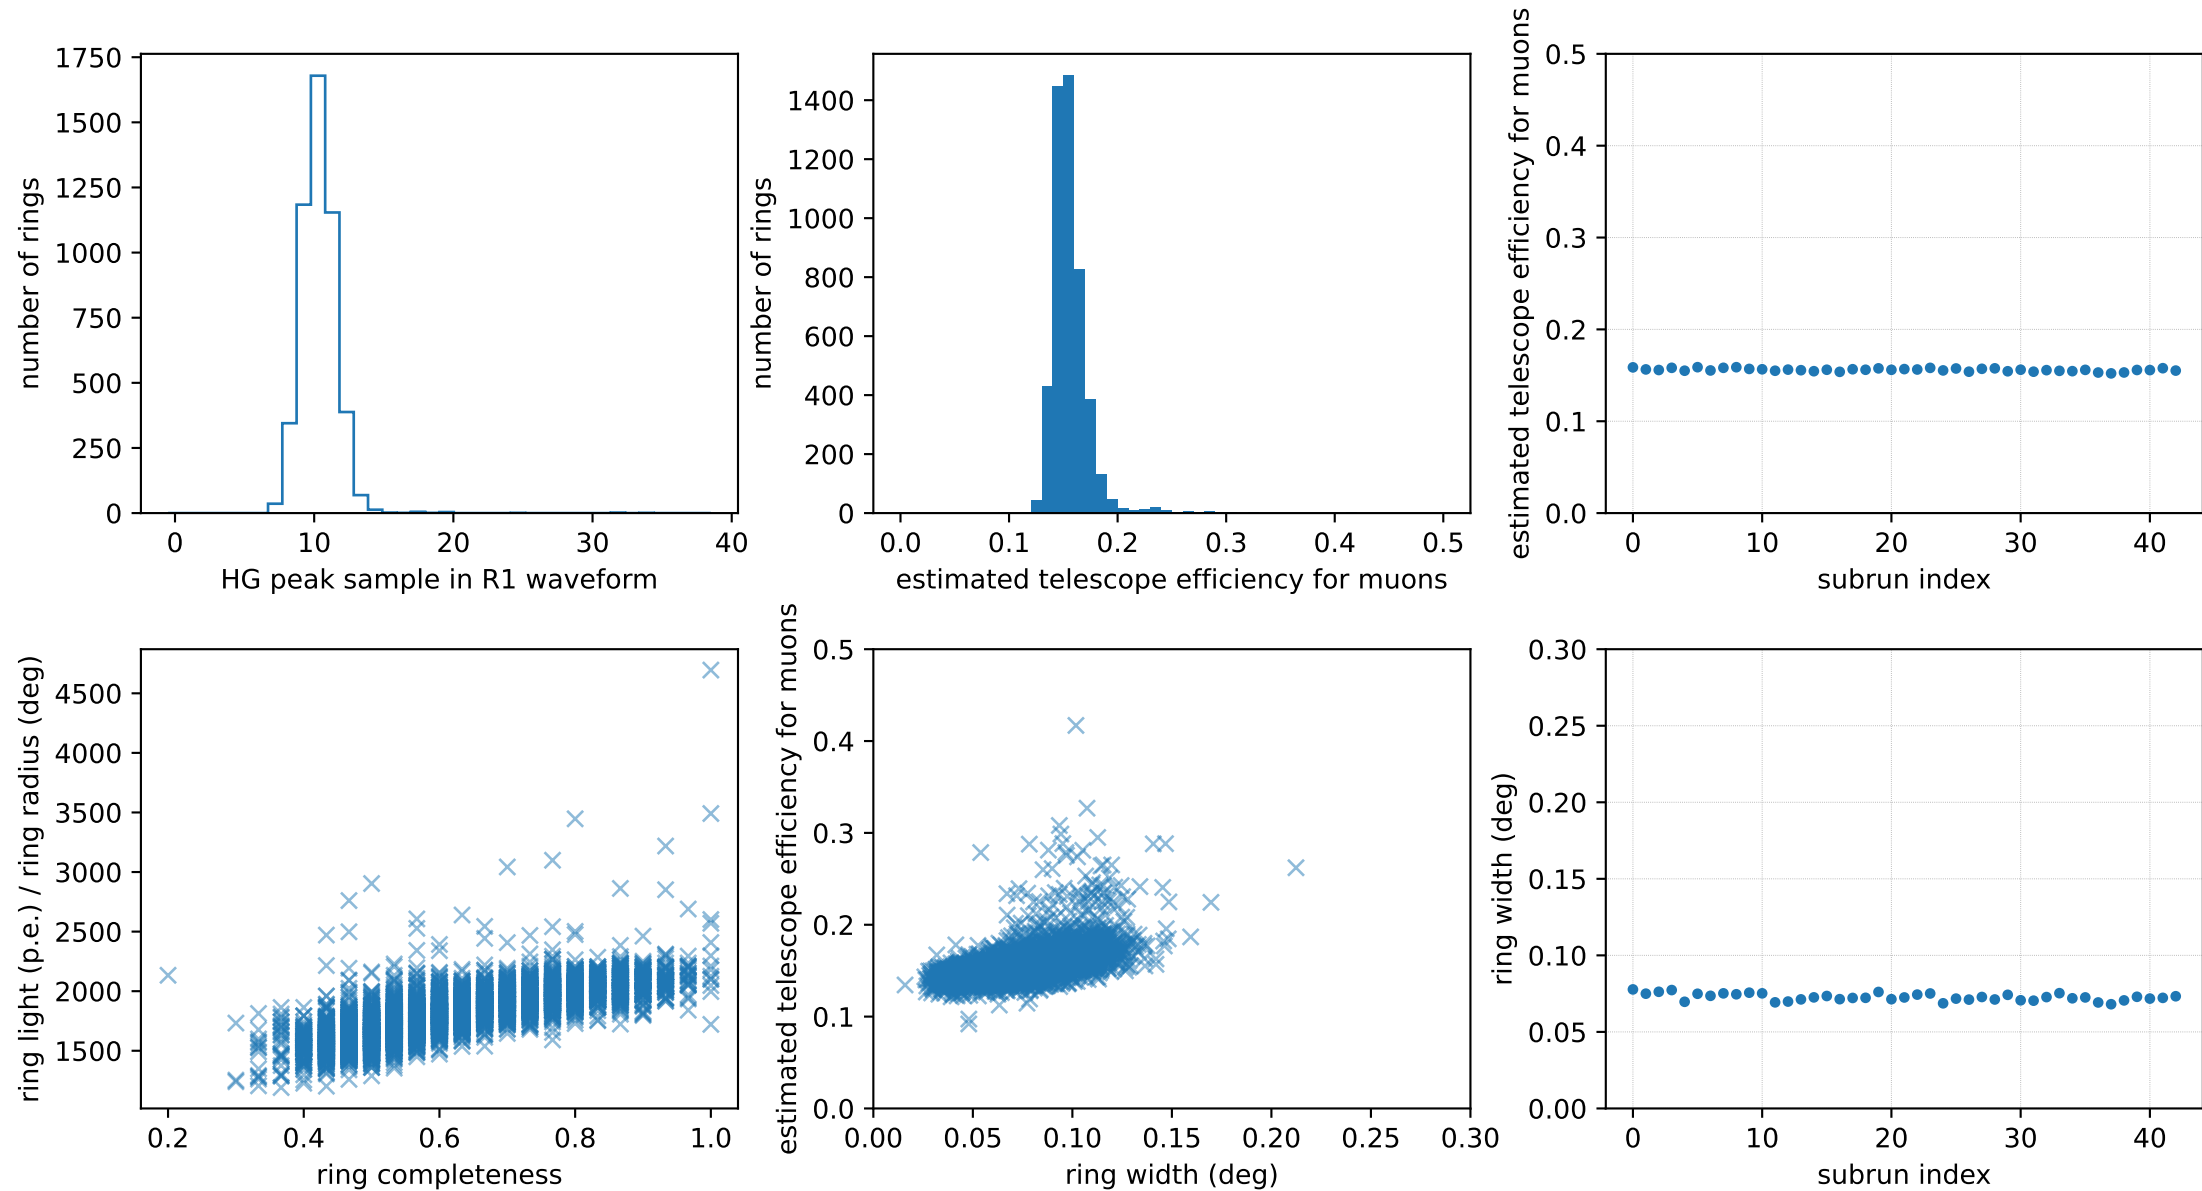 1750
1500
1250
1000
750
500
250
0
number of rings
0 10 20 30 40
HG peak sample in R1 waveform
1400
1200
1000
800
600
400
200
0
number of rings
0.0 0.1 0.2 0.3 0.4 0.5
estimated telescope efficiency for muons
0.5
0.4
0.3
0.2
0.1
0.0
estimated telescope efficiency for muons
0 10 20 30 40
subrun index
4500
4000
3500
3000
2500
2000
1500
ring light (p.e.) / ring radius (deg)
0.2 0.4 0.6 0.8 1.0
ring completeness
0.5
0.4
0.3
0.2
0.1
0.0
estimated telescope efficiency for muons
0.00 0.05 0.10 0.15 0.20 0.25 0.30
ring width (deg)
0.30
0.25
0.20
0.15
0.10
0.05
0.00
ring width (deg)
0 10 20 30 40
subrun index